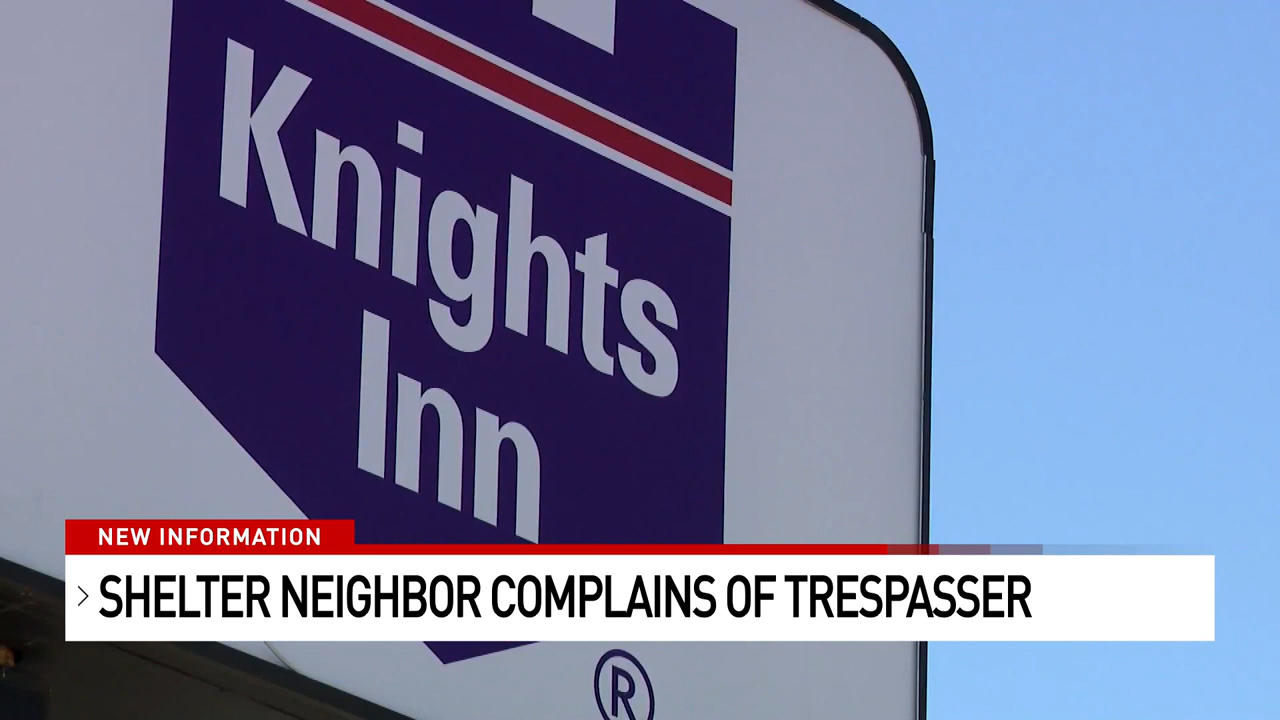 Knights
Inn
NEW INFORMATION
SHELTER NEIGHBOR COMPLAINS OF TRESPASSER
®